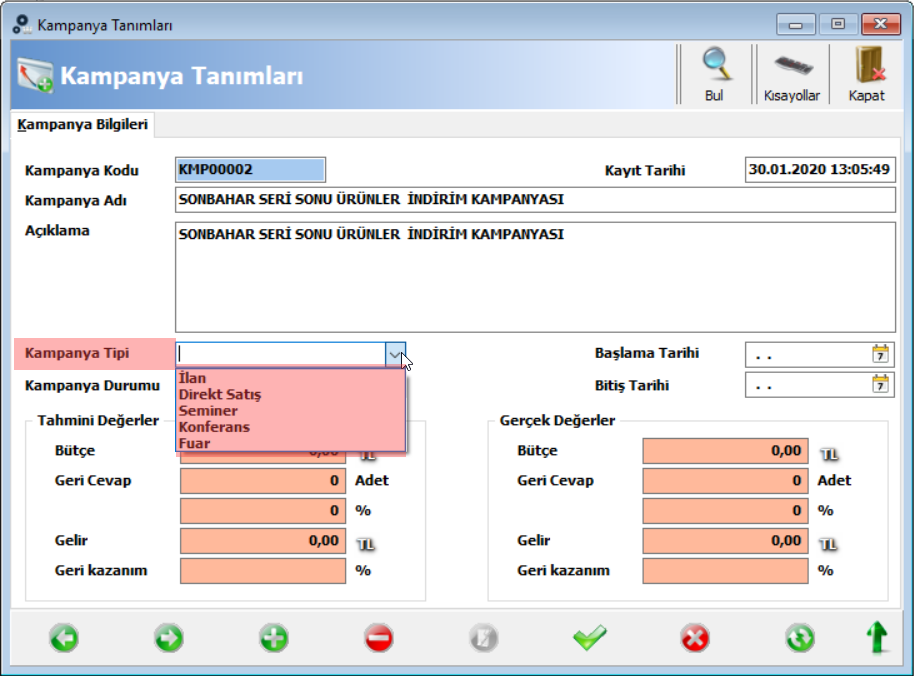 Kampanya Tanımları
Kampanya Tanımları
Bul
Kısayollar
Kapat
Kampanya Bilgileri
Kampanya Kodu KMP00002 Kayıt Tarihi 30.01.2020 13:05:49
Kampanya Adı SONBAHAR SERİ SONU ÜRÜNLER İNDİRİM KAMPANYASI
Açıklama SONBAHAR SERİ SONU ÜRÜNLER İNDİRİM KAMPANYASI
Kampanya Tipi Başlama Tarihi . . 7
İlan
Direkt Satış
Seminer
Konferans
Fuar
Kampanya Durumu Bitiş Tarihi . . 7
Tahmini Değerler
Bütçe 0,00 TL
Geri Cevap 0 Adet
0 %
Gelir 0,00 TL
Geri kazanım %
Gerçek Değerler
Bütçe 0,00 TL
Geri Cevap 0 Adet
0 %
Gelir 0,00 TL
Geri kazanım %